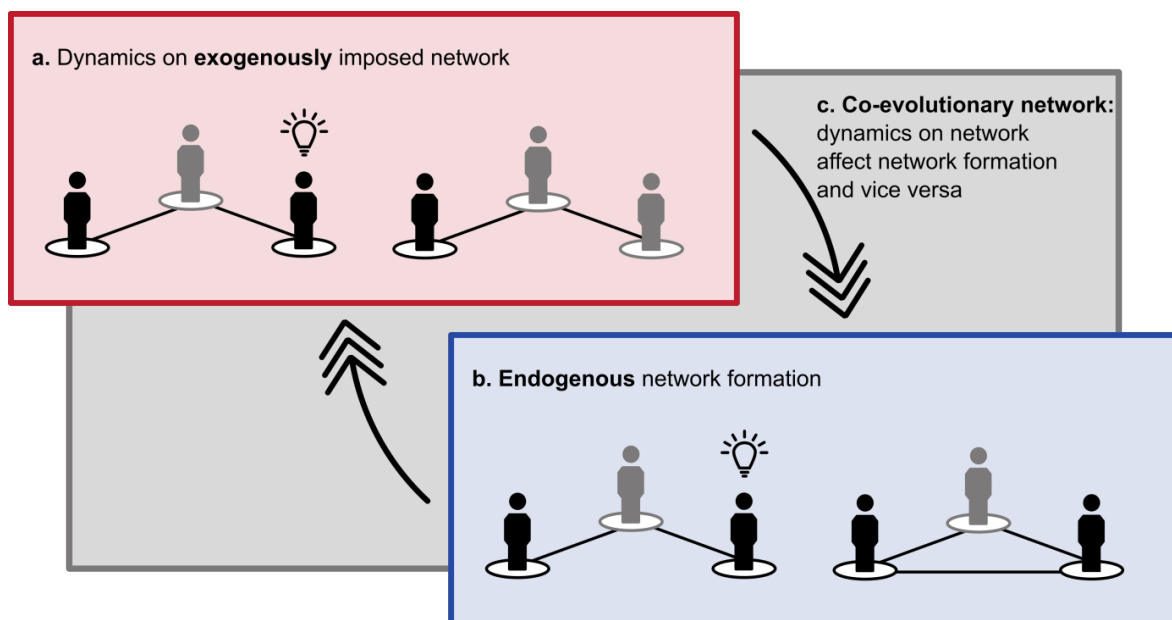 a. Dynamics on exogenously imposed network
c. Co-evolutionary network:
dynamics on network
affect network formation
and vice versa
b. Endogenous network formation